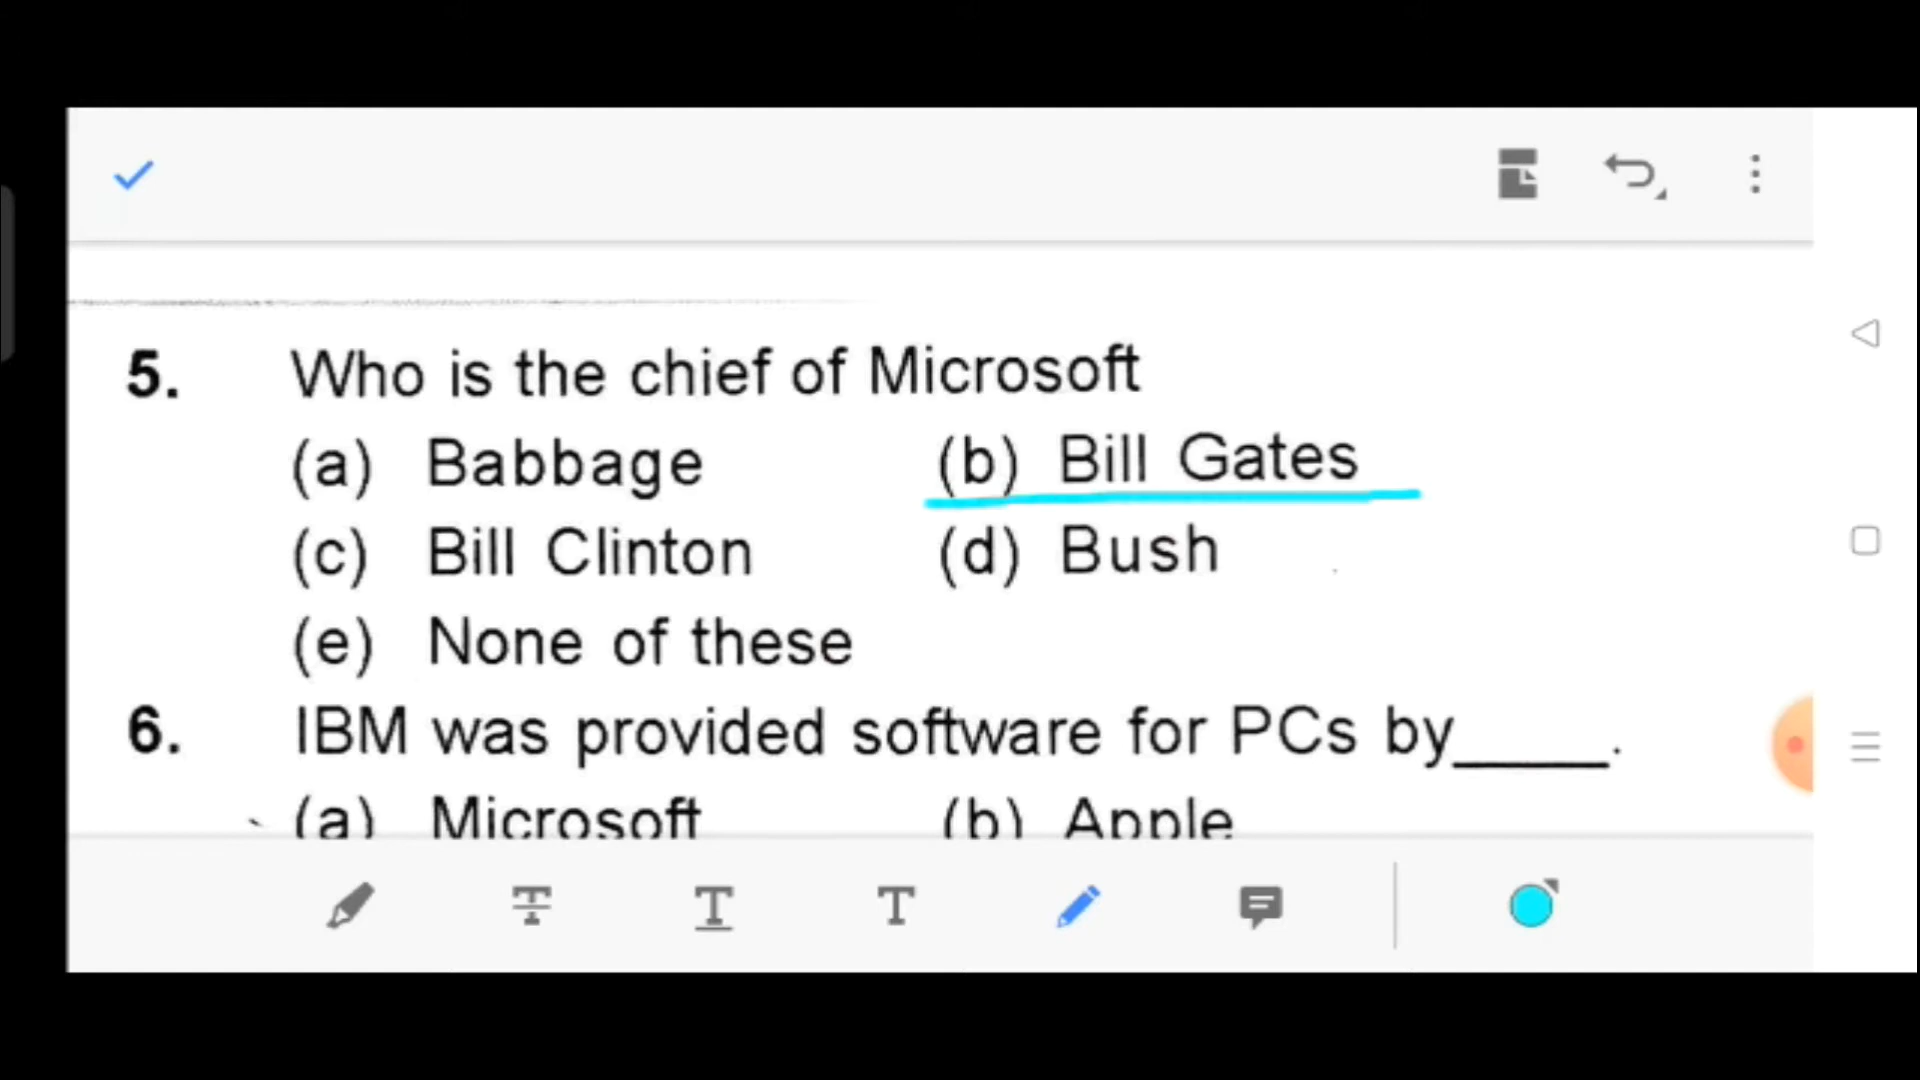 5. Who is the chief of Microsoft
(a) Babbage (b) Bill Gates
(c) Bill Clinton (d) Bush
(e) None of these
6. IBM was provided software for PCs by_____.
(a) Microsoft (b) Apple